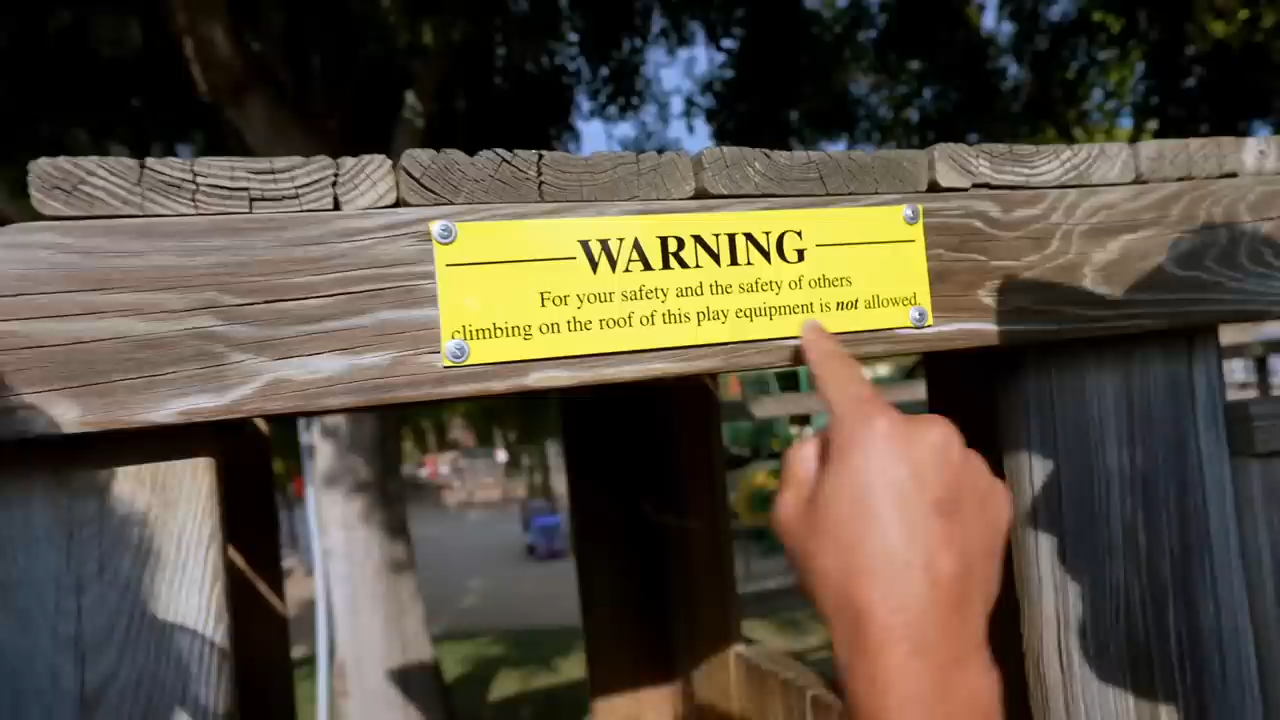 WARNING
For your safety and the safety of others
climbing on the roof of this play equipment is not allowed.